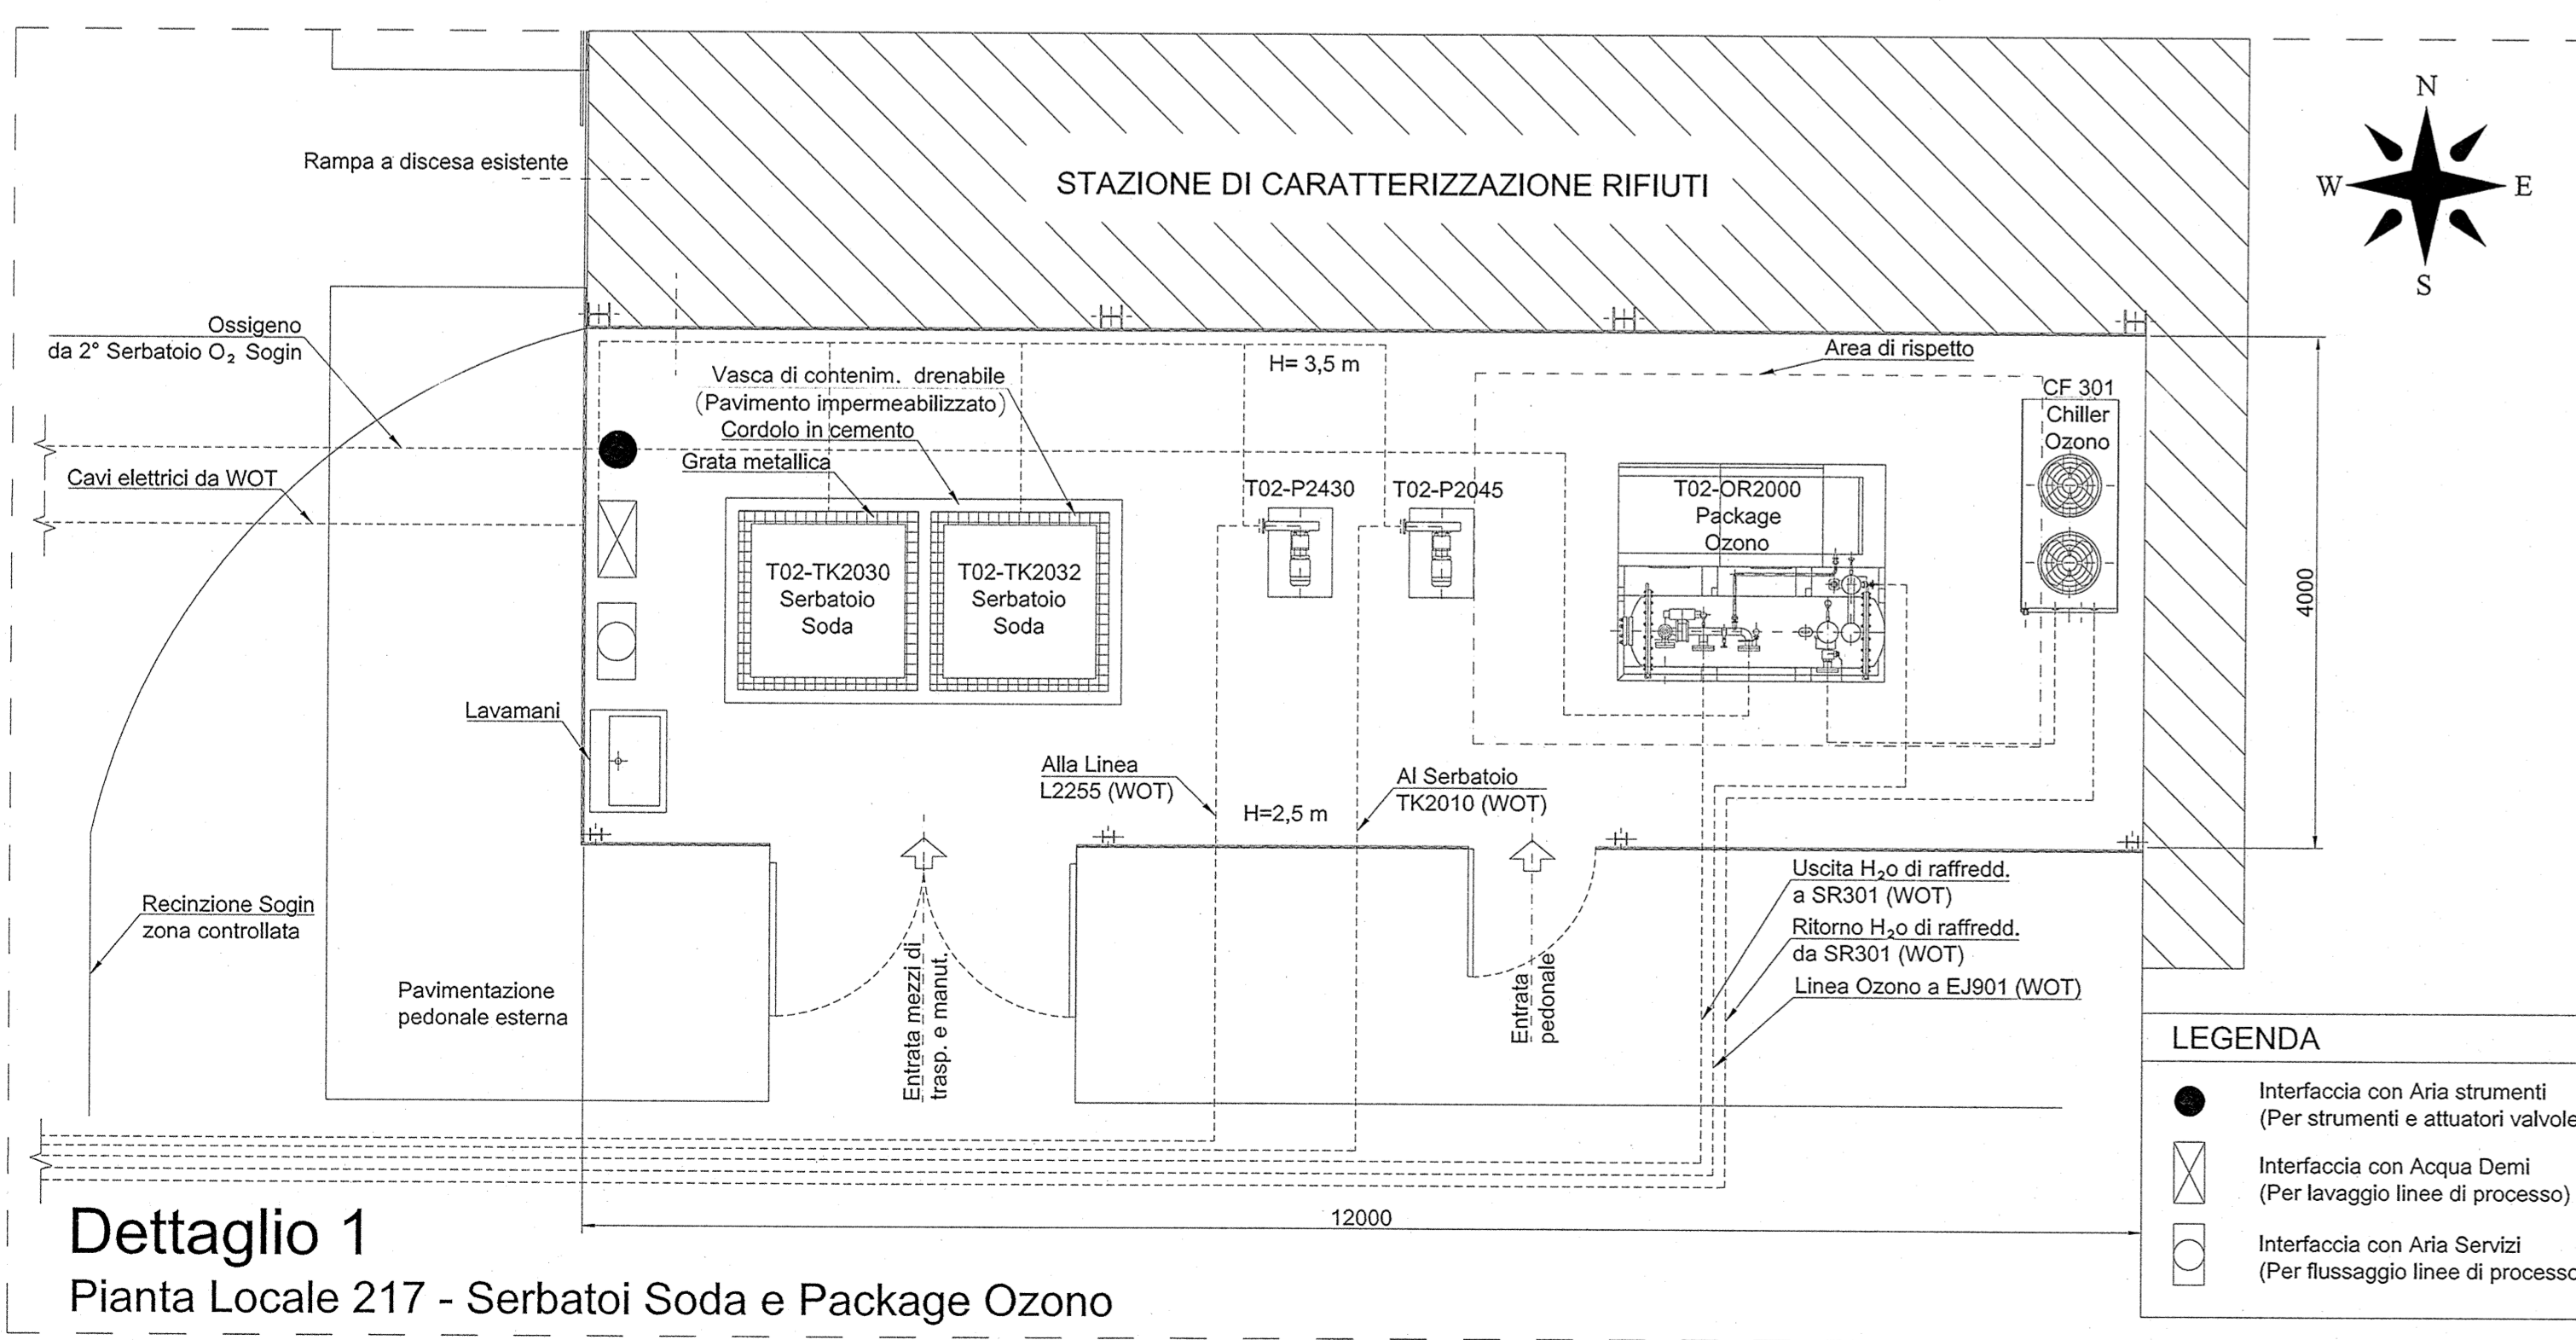 N
W
E
S
Rampa a discesa esistente
STAZIONE DI CARATTERIZZAZIONE RIFIUTI
Ossigeno
da 2° Serbatoio O₂ Sogin
Cavi elettrici da WOT
Vasca di contenim. drenabile
(Pavimento impermeabilizzato)
Cordolo in cemento
Grata metallica
H= 3,5 m
Area di rispetto
CF 301
Chiller
Ozono
T02-P2430
T02-P2045
T02-OR2000
Package
Ozono
T02-TK2030
Serbatoio
Soda
T02-TK2032
Serbatoio
Soda
4000
Lavamani
Alla Linea
L2255 (WOT)
H=2,5 m
Al Serbatoio
TK2010 (WOT)
Recinzione Sogin
zona controllata
Pavimentazione
pedonale esterna
Entrata mezzi di
trasp. e manut.
Entrata
pedonale
Uscita H₂o di raffredd.
a SR301 (WOT)
Ritorno H₂o di raffredd.
da SR301 (WOT)
Linea Ozono a EJ901 (WOT)
LEGENDA
Interfaccia con Aria strumenti
(Per strumenti e attuatori valvole
Interfaccia con Acqua Demi
(Per lavaggio linee di processo)
Interfaccia con Aria Servizi
(Per flussaggio linee di processo
12000
Dettaglio 1
Pianta Locale 217 - Serbatoi Soda e Package Ozono